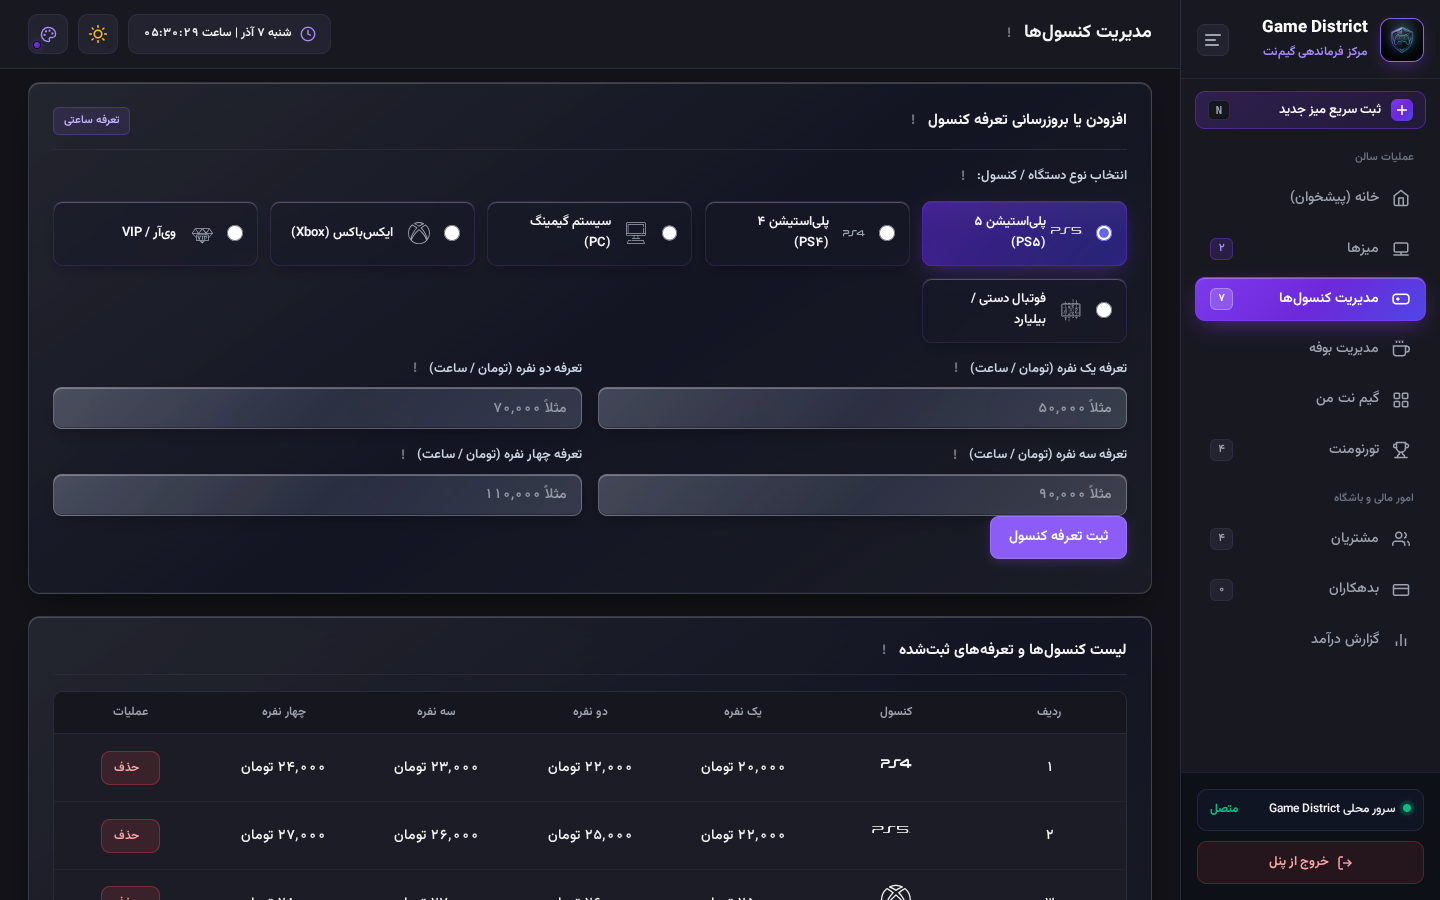 Game District
مرکز فرماندهی گیم‌نت
ثبت سریع میز جدید
N
عملیات سالن
خانه (پیشخوان)
میزها
۲
مدیریت کنسول‌ها
۷
مدیریت بوفه
گیم نت من
تورنومنت
۴
امور مالی و باشگاه
مشتریان
۴
بدهکاران
۰
گزارش درآمد
سرور محلی Game District
متصل
خروج از پنل
مدیریت کنسول‌ها !
شنبه ۷ آذر | ساعت ۰۵:۳۰:۲۹
افزودن یا بروزرسانی تعرفه کنسول !
تعرفه ساعتی
انتخاب نوع دستگاه / کنسول: !
PS5
پلی‌استیشن ۵
(PS۵)
PS4
پلی‌استیشن ۴
(PS۴)
سیستم گیمینگ
(PC)
ایکس‌باکس (Xbox)
وی‌آر / VIP
فوتبال دستی /
بیلیارد
تعرفه یک نفره (تومان / ساعت) !
مثلاً ۵۰,۰۰۰
تعرفه دو نفره (تومان / ساعت) !
مثلاً ۷۰,۰۰۰
تعرفه سه نفره (تومان / ساعت) !
مثلاً ۹۰,۰۰۰
تعرفه چهار نفره (تومان / ساعت) !
مثلاً ۱۱۰,۰۰۰
ثبت تعرفه کنسول
لیست کنسول‌ها و تعرفه‌های ثبت‌شده !
ردیف کنسول یک نفره دو نفره سه نفره چهار نفره عملیات
۱ PS4 ۲۰,۰۰۰ تومان ۲۲,۰۰۰ تومان ۲۳,۰۰۰ تومان ۲۴,۰۰۰ تومان حذف
۲ PS5 ۲۲,۰۰۰ تومان ۲۵,۰۰۰ تومان ۲۶,۰۰۰ تومان ۲۷,۰۰۰ تومان حذف